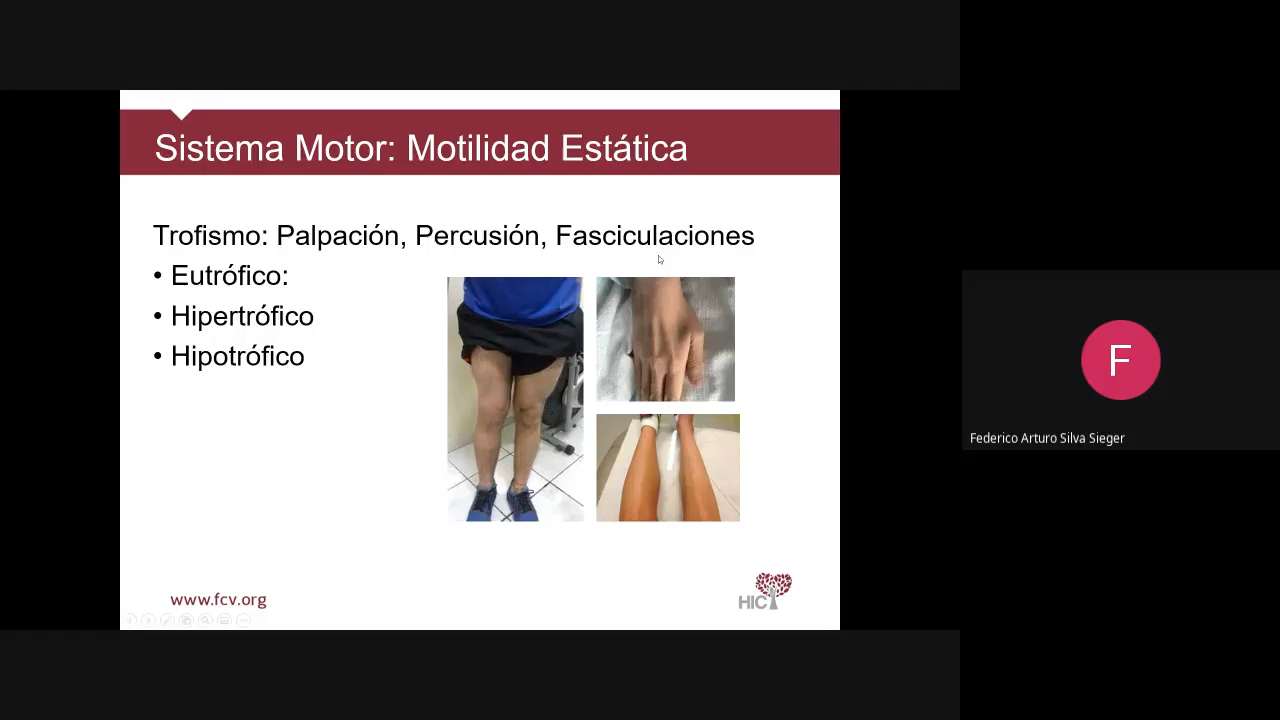 Sistema Motor: Motilidad Estática
Trofismo: Palpación, Percusión, Fasciculaciones
• Eutrófico:
• Hipertrófico
• Hipotrófico
www.fcv.org
HIC
F
Federico Arturo Silva Sieger